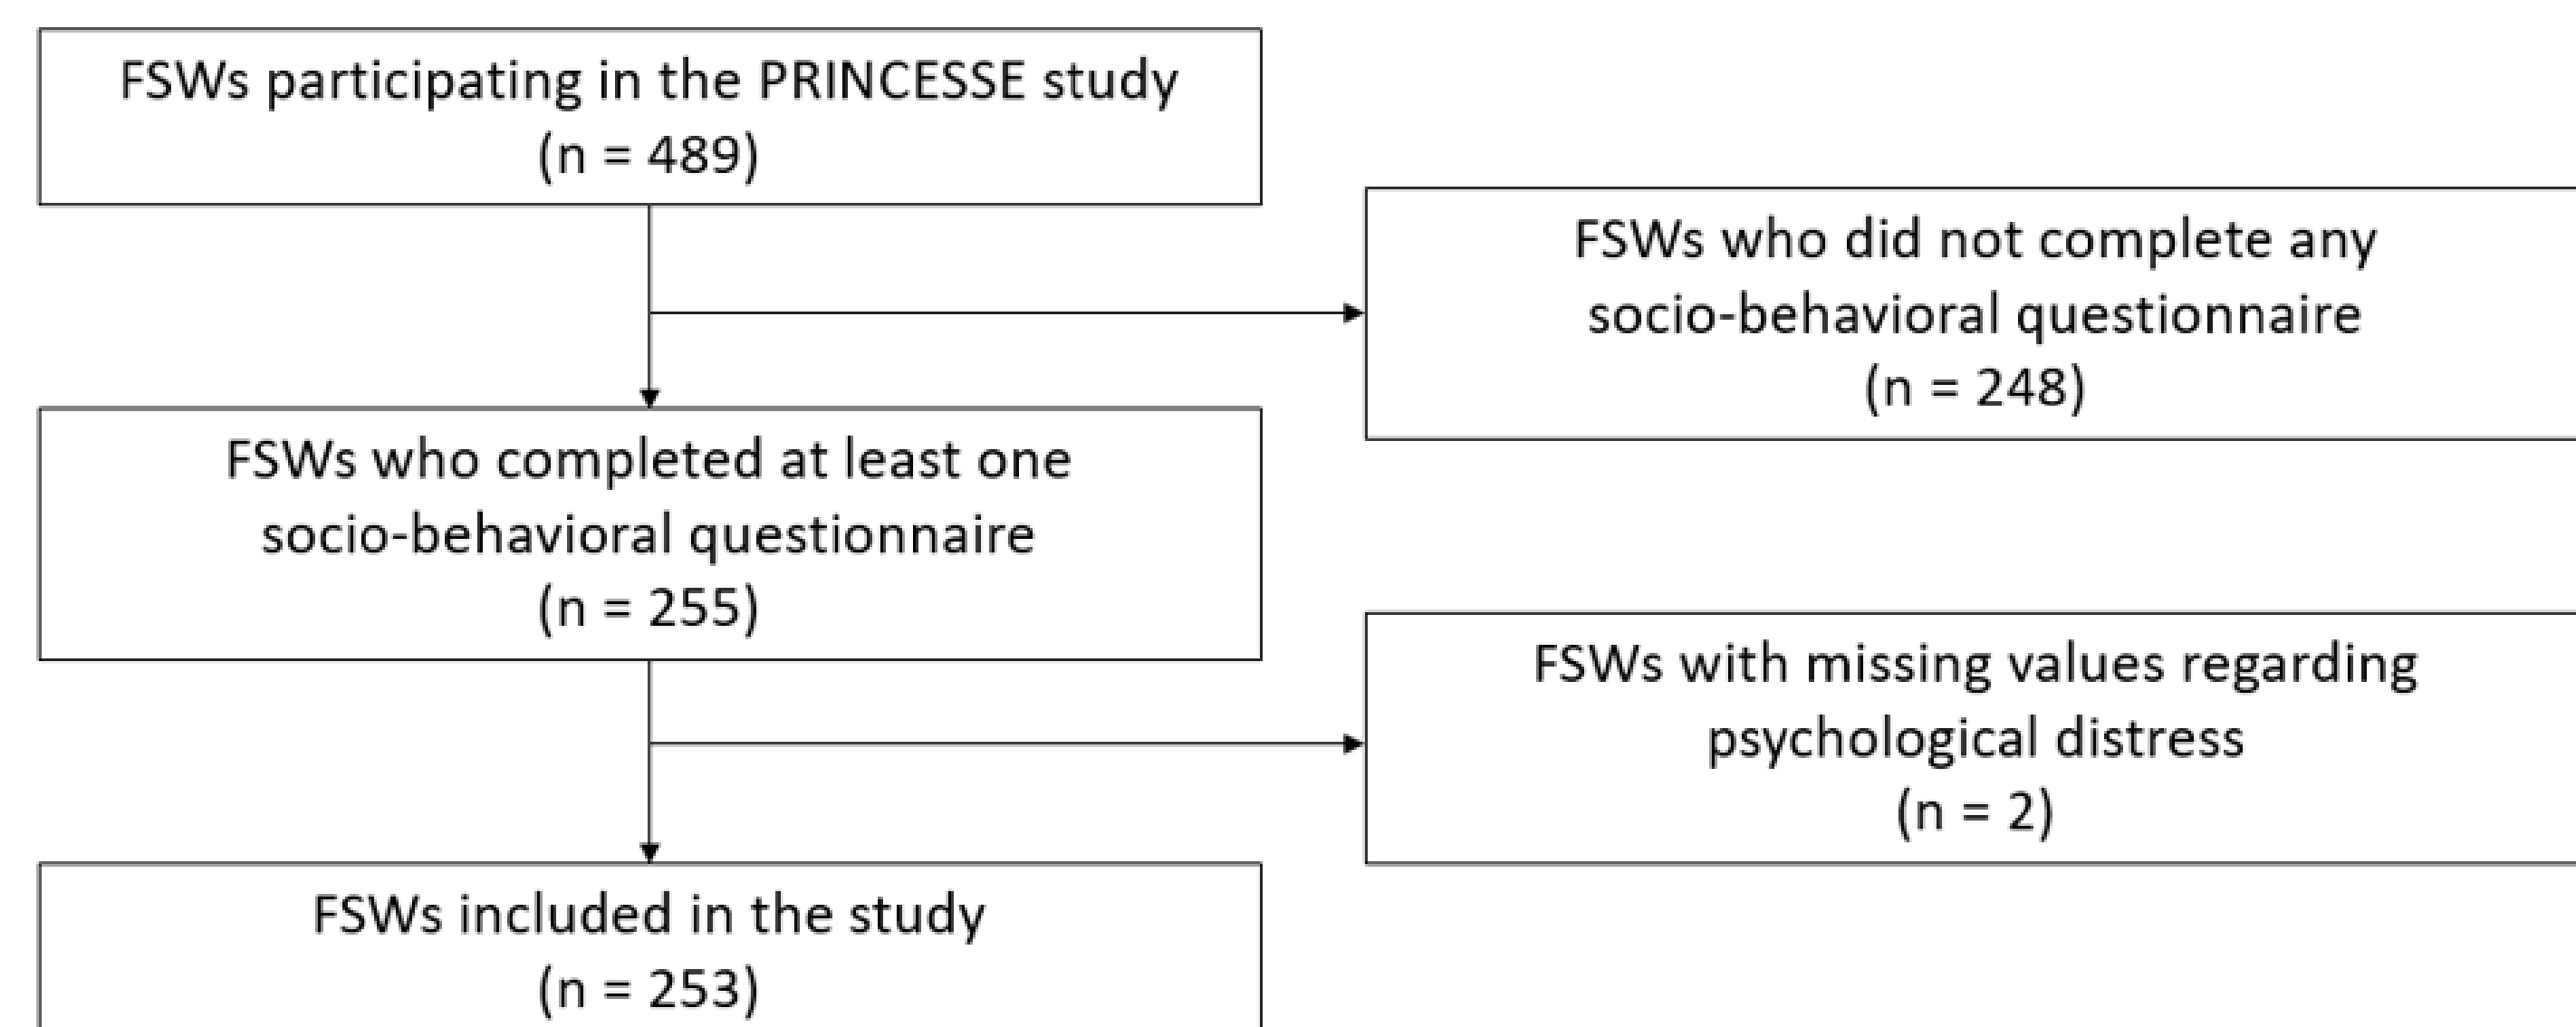 FSWs participating in the PRINCESSE study
(n = 489)
FSWs who did not complete any
socio-behavioral questionnaire
(n = 248)
FSWs who completed at least one
socio-behavioral questionnaire
(n = 255)
FSWs with missing values regarding
psychological distress
(n = 2)
FSWs included in the study
(n = 253)